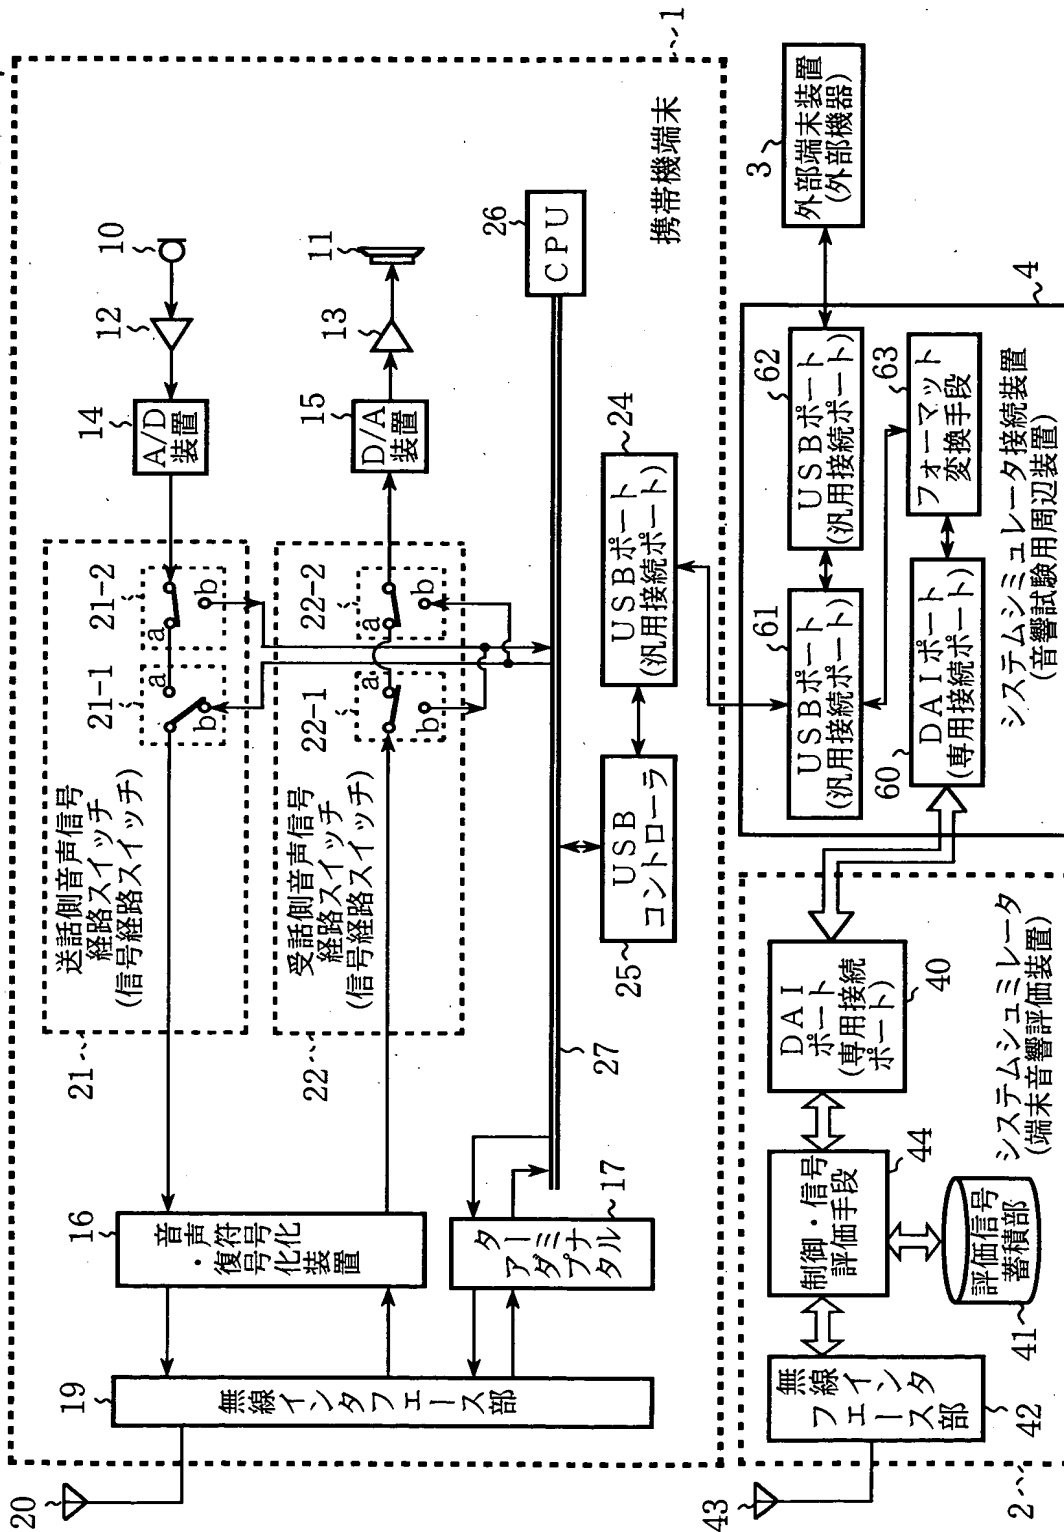 20
19
無線インタフェース部
16
音声符号化
・復号化
装置
17
ターミナル
アダプタ
21
送話側音声信号
経路スイッチ
(信号経路スイッチ)
21-1
a
b
21-2
a
b
14
A/D
装置
12
10
22
受話側音声信号
経路スイッチ
(信号経路スイッチ)
22-1
a
b
22-2
a
b
15
D/A
装置
13
11
27
26
CPU
25
USB
コントローラ
24
USBポート
(汎用接続ポート)
携帯機端末
1
43
2
42
無線インタ
フェース部
41
評価信号
蓄積部
44
制御・信号
評価手段
40
DAI
ポート
(専用接続
ポート)
システムシュミレータ
(端末音響評価装置)
61
USBポート
(汎用接続ポート)
62
USBポート
(汎用接続ポート)
60
DAIポート
(専用接続ポート)
63
フォーマット
変換手段
システムシミュレータ接続装置
(音響試験用周辺装置)
4
3
外部端末装置
(外部機器)